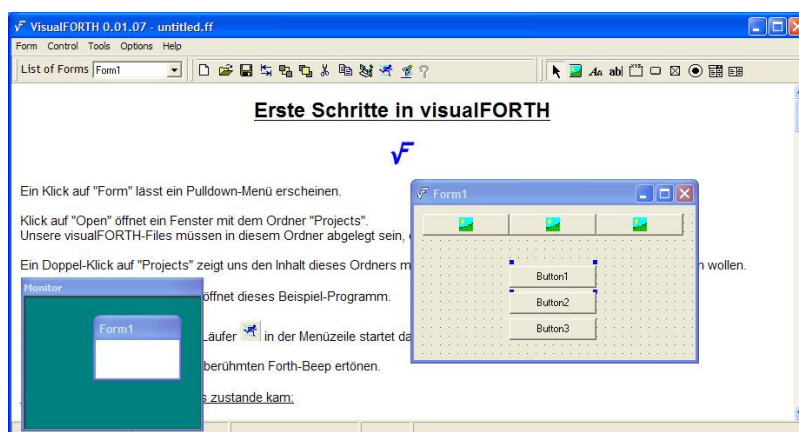 VisualFORTH 0.01.07 - untitled.ff
Form Control Tools Options Help
List of Forms Form1
Aa ab
Erste Schritte in visualFORTH
Ein Klick auf "Form" lässt ein Pulldown-Menü erscheinen.
Klick auf "Open" öffnet ein Fenster mit dem Ordner "Projects".
Unsere visualFORTH-Files müssen in diesem Ordner abgelegt sein,
Ein Doppel-Klick auf "Projects" zeigt uns den Inhalt dieses Ordners
wollen.
öffnet dieses Beispiel-Programm.
Läufer in der Menüzeile startet
berühmten Forth-Beep ertönen.
zustande kam:
Form1
Button1
Button2
Button3
Monitor
Form1